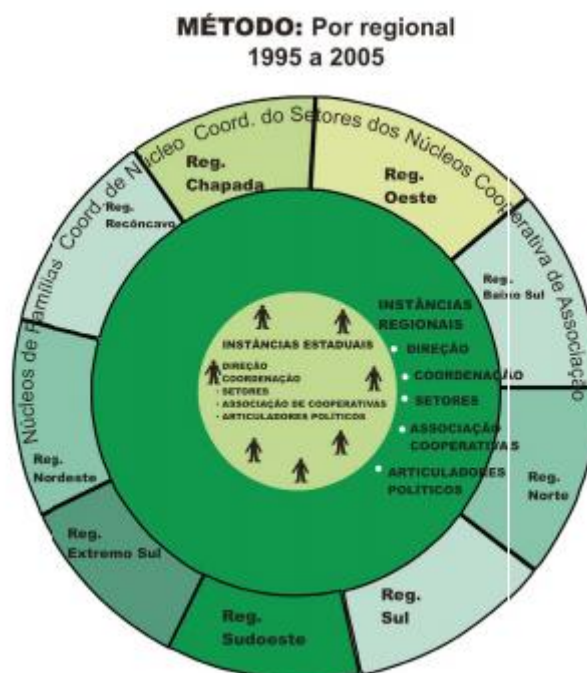 MÉTODO: Por regional
1995 a 2005
Núcleos de Famílias Coord. de Núcleo Coord. do Setores dos Núcleos Cooperativa de Associação
Reg.
Chapada
Reg.
Oeste
Reg.
Recôncavo
Reg.
Baixo Sul
INSTÂNCIAS
REGIONAIS
DIREÇÃO
COORDENAÇÃO
SETORES
ASSOCIAÇÃO
COOPERATIVAS
ARTICULADORES
POLÍTICOS
INSTÂNCIAS ESTADUAIS
· DIREÇÃO
· COORDENAÇÃO
· SETORES
· ASSOCIAÇÃO DE COOPERATIVAS
· ARTICULADORES POLÍTICOS
Reg.
Nordeste
Reg.
Norte
Reg.
Extremo Sul
Reg.
Sul
Reg.
Sudoeste